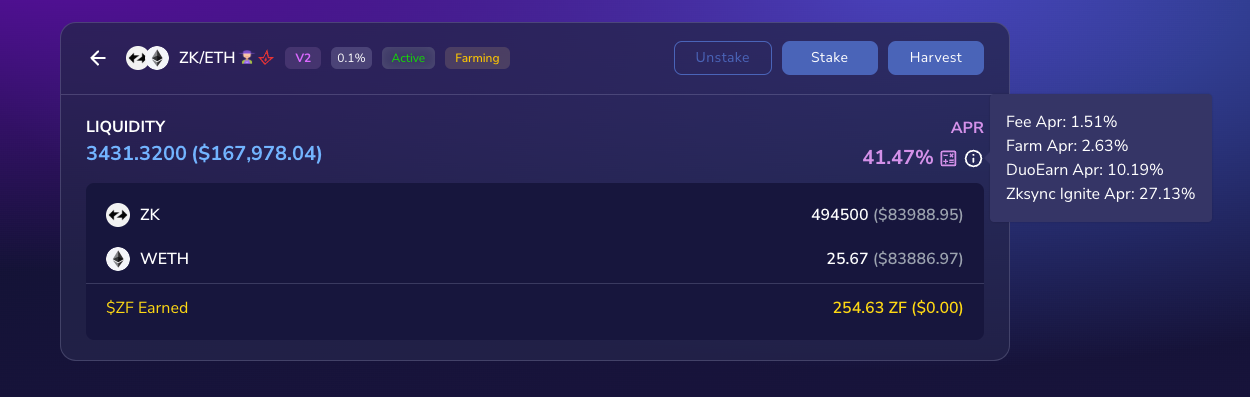 ZK/ETH V2 0.1% Active Farming Unstake Stake Harvest
LIQUIDITY
3431.3200 ($167,978.04)
APR
41.47%
Fee Apr: 1.51%
Farm Apr: 2.63%
DuoEarn Apr: 10.19%
Zksync Ignite Apr: 27.13%
ZK 494500 ($83988.95)
WETH 25.67 ($83886.97)
$ZF Earned 254.63 ZF ($0.00)